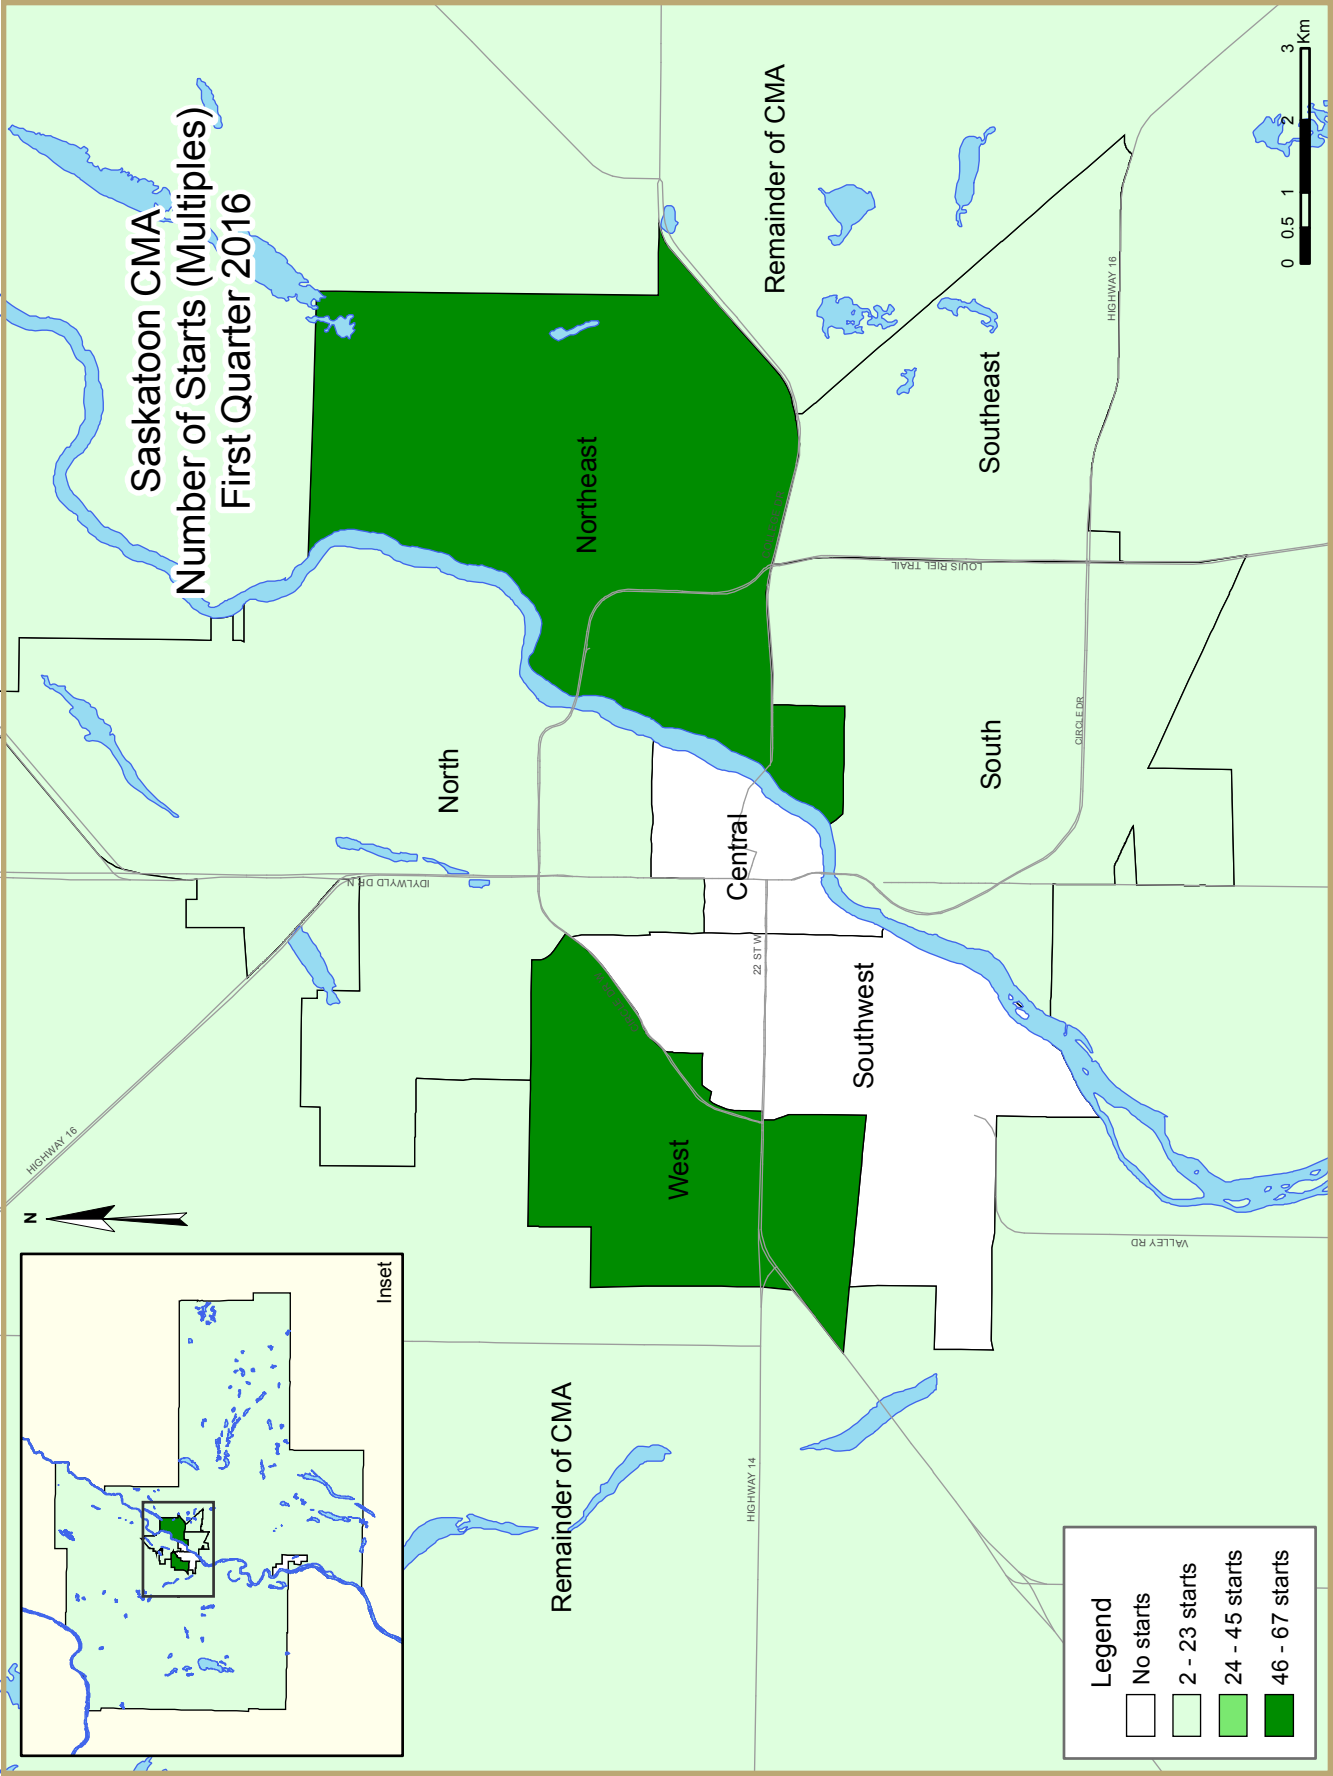 Saskatoon CMA
Number of Starts (Multiples)
First Quarter 2016
N
Inset
HIGHWAY 16
IDYLWYLD DR N
North
Northeast
Remainder of CMA
West
Central
22 ST W
Southwest
Southeast
South
LOUIS RIEL TRAIL
CIRCLE DR
HIGHWAY 16
VALLEY RD
HIGHWAY 14
Remainder of CMA
Legend
No starts
2 - 23 starts
24 - 45 starts
46 - 67 starts
0 0.5 1 2 3
Km